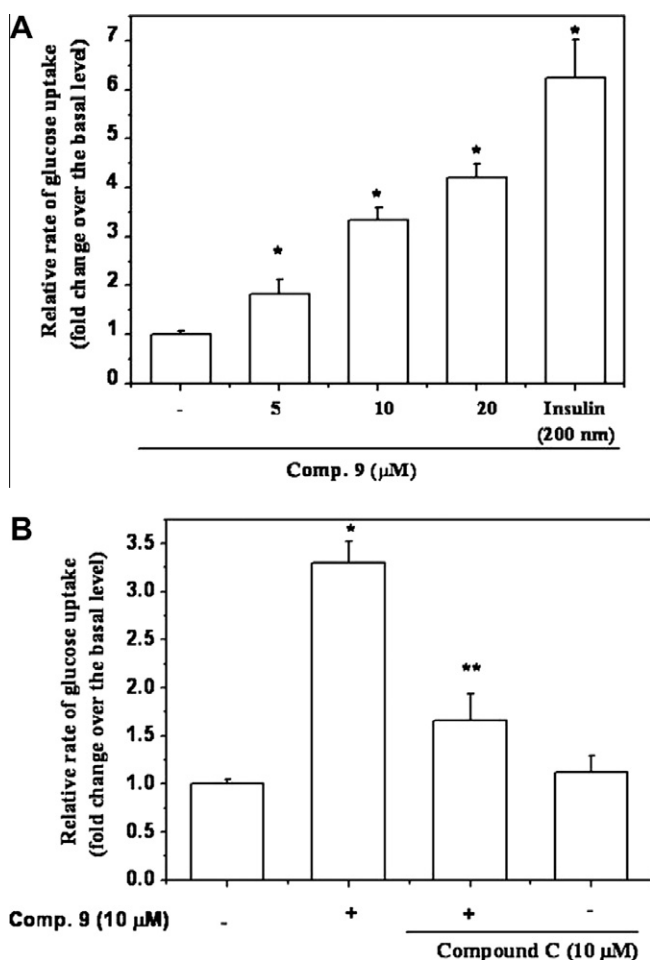 A
Relative rate of glucose uptake
(fold change over the basal level)
7
6
5
4
3
2
1
0
*
*
*
*
- 5 10 20 Insulin
(200 nm)
Comp. 9 (μM)
B
Relative rate of glucose uptake
(fold change over the basal level)
3.5
3.0
2.5
2.0
1.5
1.0
0.5
0.0
*
**
Comp. 9 (10 μM) - + + -
Compound C (10 μM)